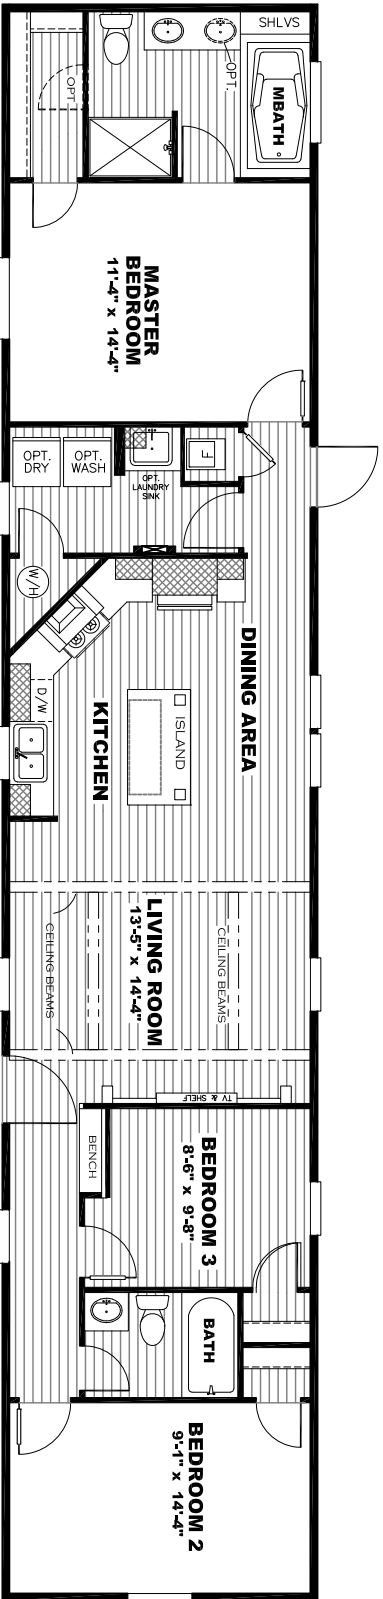 SHLVS
OPT.
OPT
MBATH
MASTER
BEDROOM
11'-4" x 14'-4"
OPT.
DRY
OPT.
WASH
OPT.
LAUNDRY
SINK
F
W/H
D/W
DINING AREA
KITCHEN
ISLAND
LIVING ROOM
13'-5" x 14'-4"
CEILING BEAMS
CEILING BEAMS
TV & SHELF
BENCH
BEDROOM 3
8'-6" x 9'-8"
BATH
BEDROOM 2
9'-1" x 14'-4"